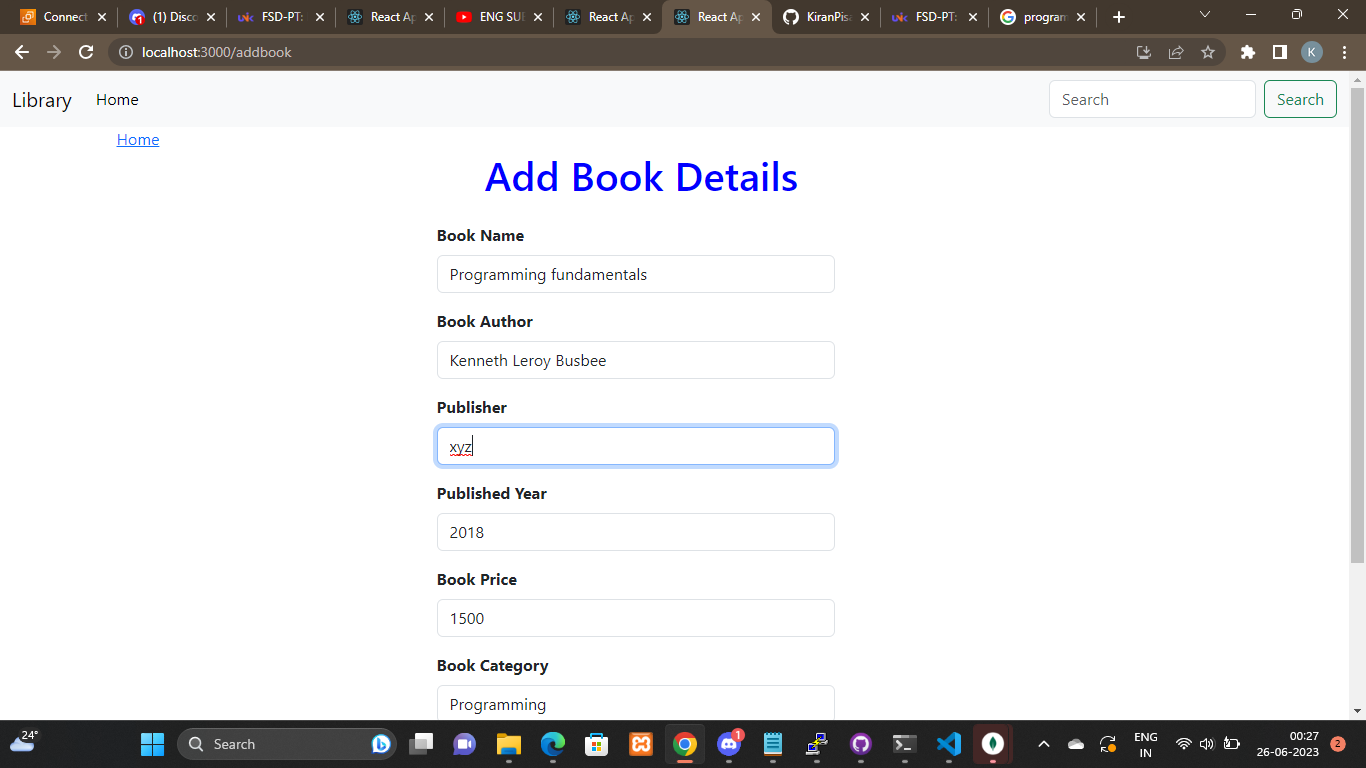 Connect
(1) Disco
FSD-PT:
React Ap
ENG SUB
React Ap
React Ap
KiranPisa
FSD-PT:
program
localhost:3000/addbook
K
Library
Home
Search
Search
Home
Add Book Details
Book Name
Programming fundamentals
Book Author
Kenneth Leroy Busbee
Publisher
xyz
Published Year
2018
Book Price
1500
Book Category
Programming
24°
Search
1
ENG
IN
00:27
26-06-2023
2